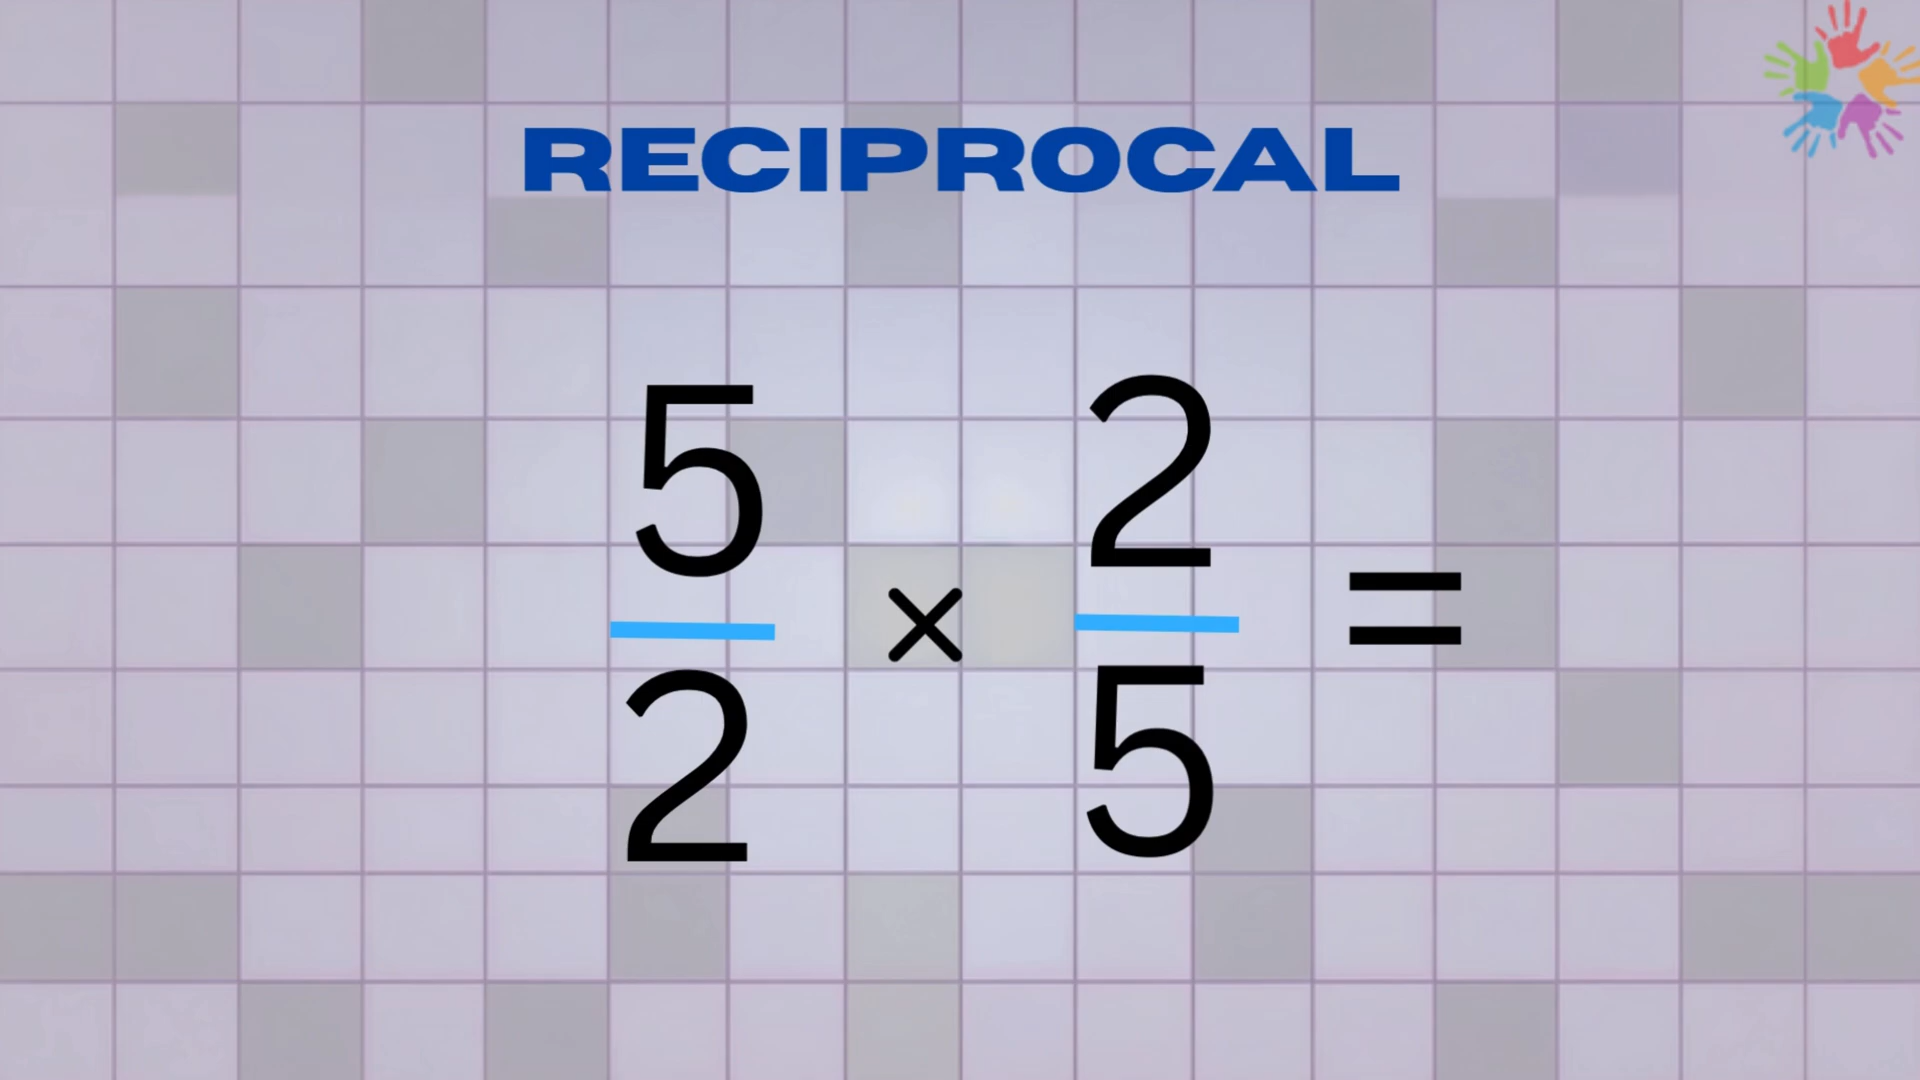 RECIPROCAL
5/2 × 2/5 =